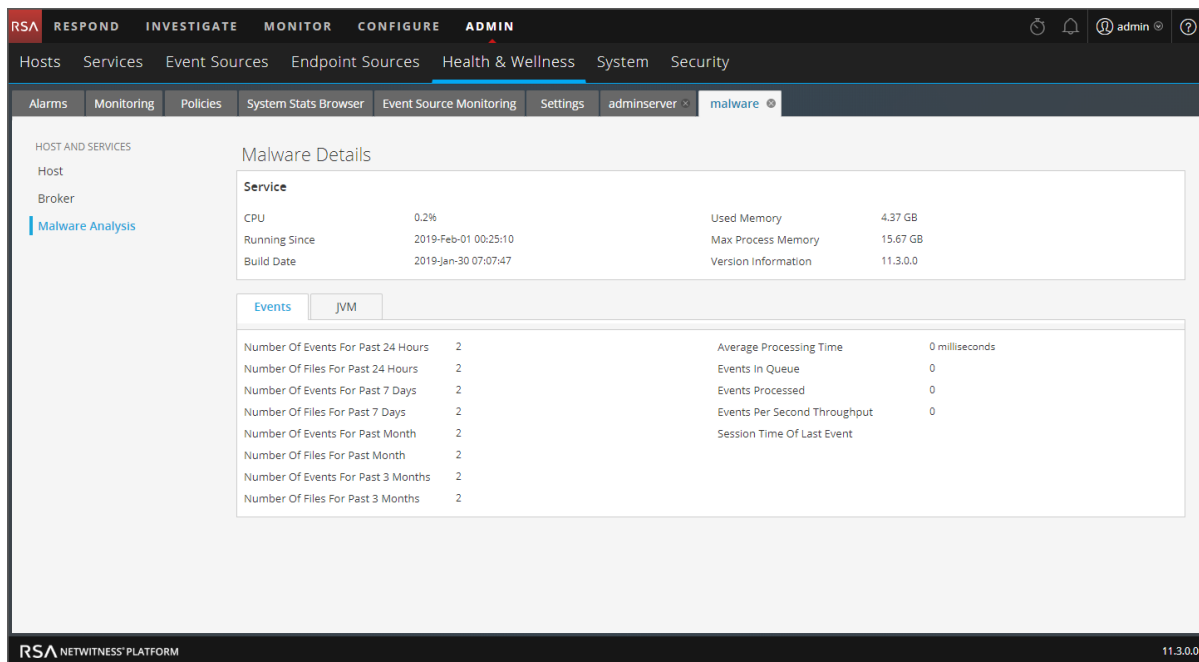 RSA RESPOND INVESTIGATE MONITOR CONFIGURE ADMIN admin ?
Hosts Services Event Sources Endpoint Sources Health & Wellness System Security
Alarms Monitoring Policies System Stats Browser Event Source Monitoring Settings adminserver malware
HOST AND SERVICES
Host
Broker
Malware Analysis
Malware Details
Service
CPU 0.2% Used Memory 4.37 GB
Running Since 2019-Feb-01 00:25:10 Max Process Memory 15.67 GB
Build Date 2019-Jan-30 07:07:47 Version Information 11.3.0.0
Events JVM
Number Of Events For Past 24 Hours 2 Average Processing Time 0 milliseconds
Number Of Files For Past 24 Hours 2 Events In Queue 0
Number Of Events For Past 7 Days 2 Events Processed 0
Number Of Files For Past 7 Days 2 Events Per Second Throughput 0
Number Of Events For Past Month 2 Session Time Of Last Event
Number Of Files For Past Month 2
Number Of Events For Past 3 Months 2
Number Of Files For Past 3 Months 2
RSA NETWITNESS® PLATFORM 11.3.0.0